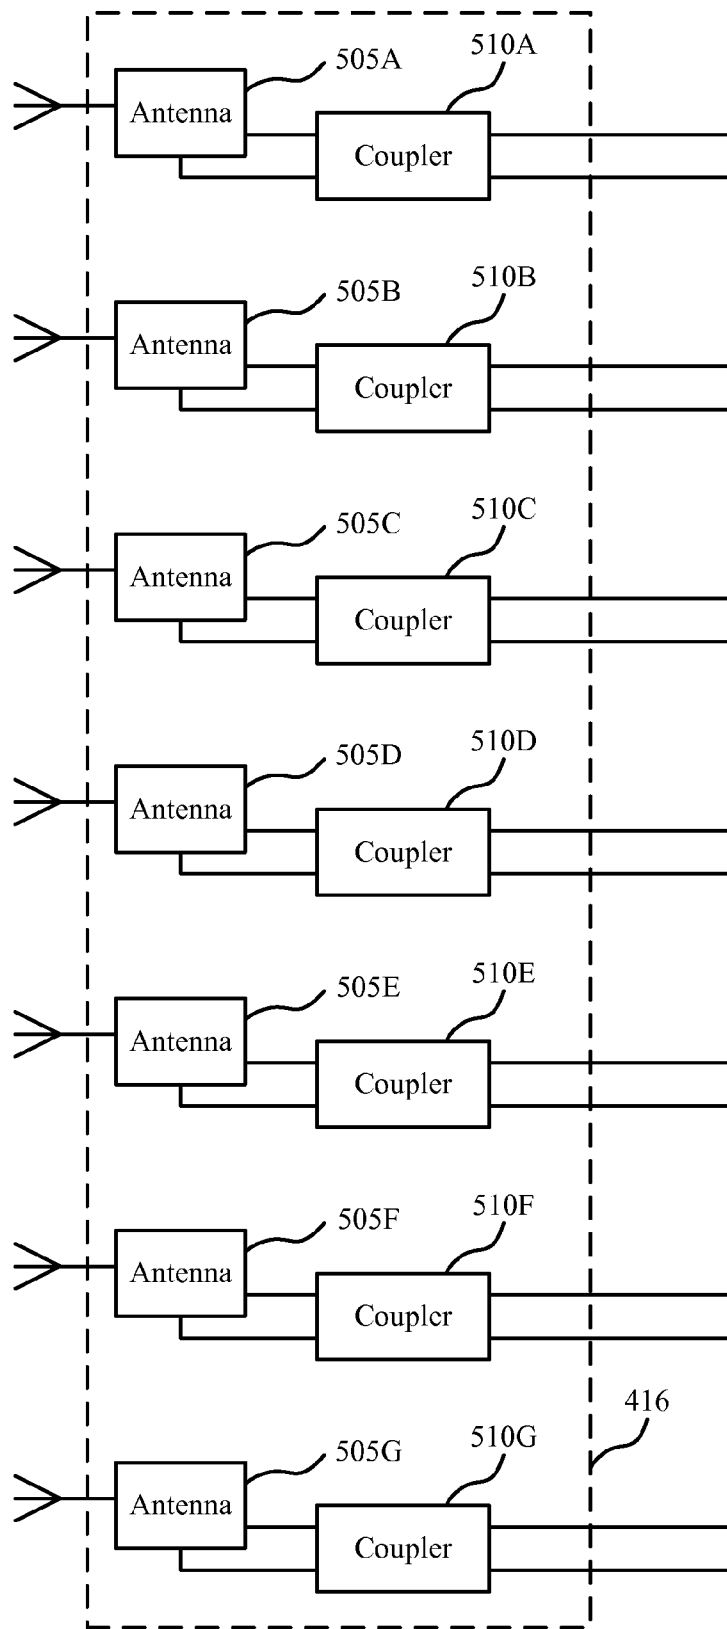 505A
510A
Antenna
Coupler
505B
510B
Antenna
Coupler
505C
510C
Antenna
Coupler
505D
510D
Antenna
Coupler
505E
510E
Antenna
Coupler
505F
510F
Antenna
Coupler
416
505G
510G
Antenna
Coupler